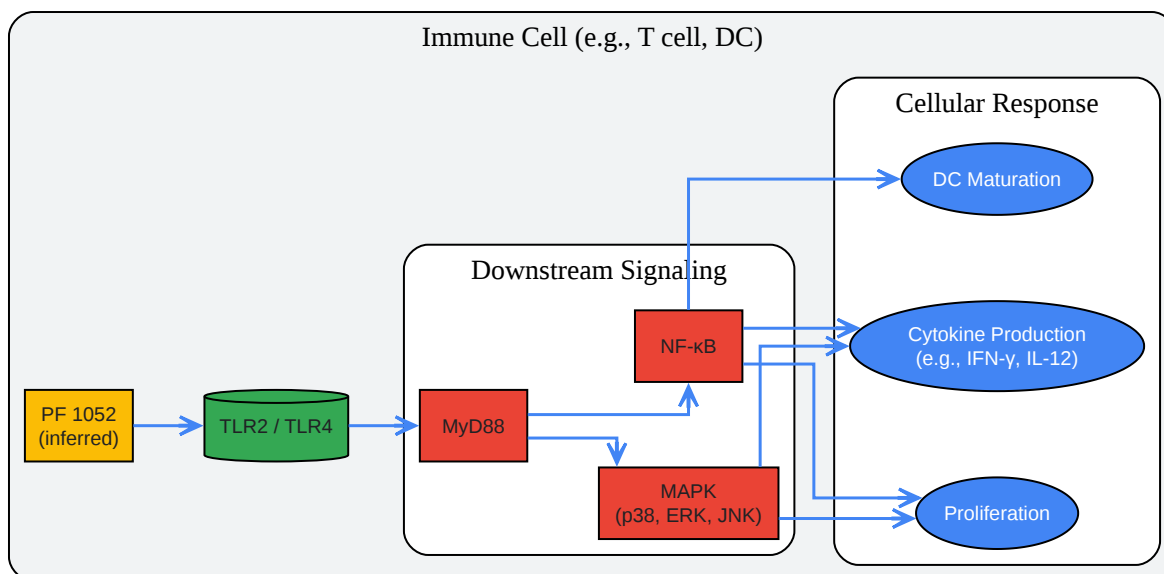 Immune Cell (e.g., T cell, DC)
Cellular Response
DC Maturation
Downstream Signaling
NF-κB
Cytokine Production
(e.g., IFN-γ, IL-12)
PF 1052
(inferred)
TLR2 / TLR4
MyD88
MAPK
(p38, ERK, JNK)
Proliferation